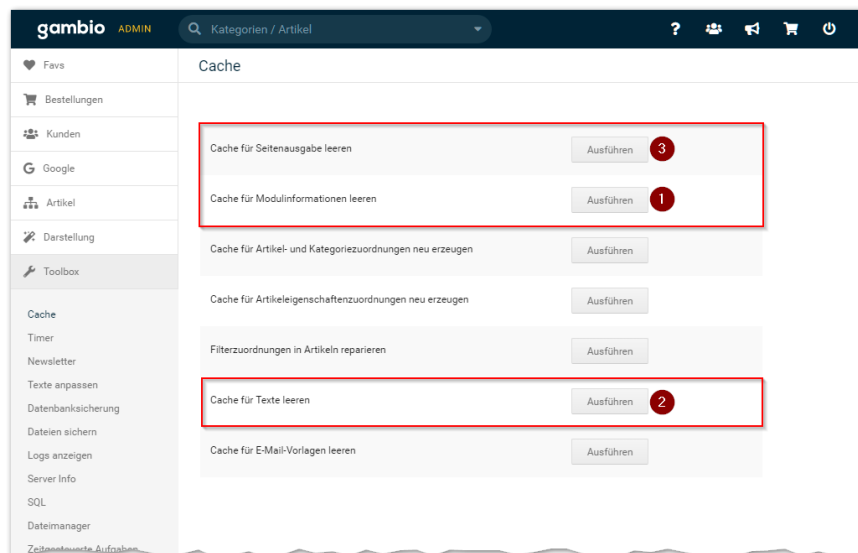 gambio ADMIN
Kategorien / Artikel
?
Favs
Cache
Bestellungen
Kunden
G Google
Artikel
Darstellung
Toolbox
Cache
Timer
Newsletter
Texte anpassen
Datenbanksicherung
Dateien sichern
Logs anzeigen
Server Info
SQL
Dateimanager
Zeitgesteuerte Aufgaben
Cache für Seitenausgabe leeren Ausführen 3
Cache für Modulinformationen leeren Ausführen 1
Cache für Artikel- und Kategoriezuordnungen neu erzeugen Ausführen
Cache für Artikeleigenschaftenzuordnungen neu erzeugen Ausführen
Filterzuordnungen in Artikeln reparieren Ausführen
Cache für Texte leeren Ausführen 2
Cache für E-Mail-Vorlagen leeren Ausführen